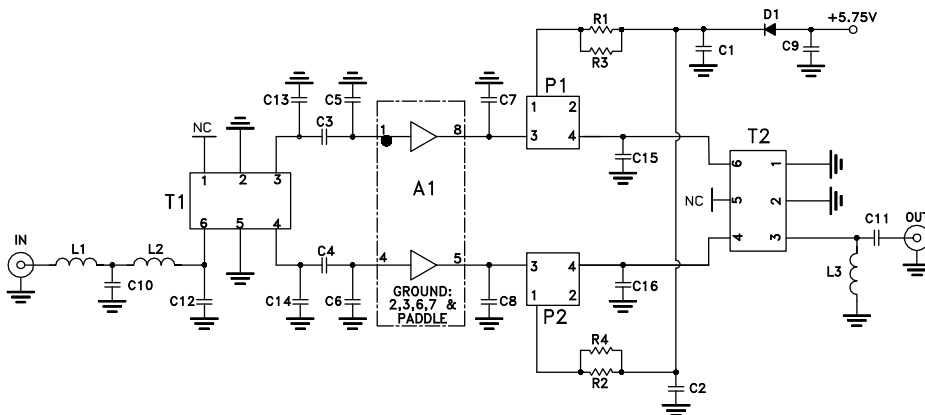 R1
D1
+5.75V
R3
C1
C9
C13
C5
C7
P1
1
2
3
4
NC
C3
1
8
C15
T2
A1
T1
1
2
3
6
5
4
6
1
NC
5
2
4
3
C11
OUT
IN
L1
L2
C4
4
5
3
4
1
2
P2
C10
C12
C14
C6
C8
C16
L3
GROUND:
2,3,6,7 &
PADDLE
R4
R2
C2